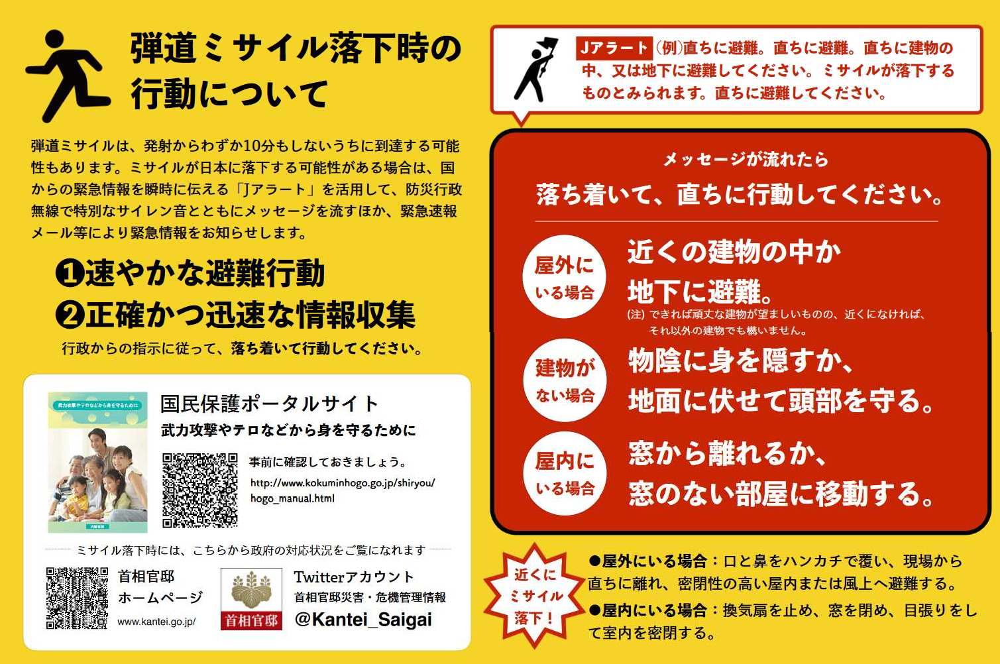 弾道ミサイル落下時の
行動について
弾道ミサイルは、発射からわずか10分もしないうちに到達する可能
性もあります。ミサイルが日本に落下する可能性がある場合は、国
からの緊急情報を瞬時に伝える「Jアラート」を活用して、防災行政
無線で特別なサイレン音とともにメッセージを流すほか、緊急速報
メール等により緊急情報をお知らせします。
❶速やかな避難行動
❷正確かつ迅速な情報収集
行政からの指示に従って、落ち着いて行動してください。
武力攻撃やテロなどから身を守るために
内閣官房
国民保護ポータルサイト
武力攻撃やテロなどから身を守るために
事前に確認しておきましょう。
http://www.kokuminhogo.go.jp/shiryou/
hogo_manual.html
ミサイル落下時には、こちらから政府の対応状況をご覧になれます
首相官邸
ホームページ
www.kantei.go.jp/
首相官邸
Twitterアカウント
首相官邸災害・危機管理情報
@Kantei_Saigai
Jアラート (例)直ちに避難。直ちに避難。直ちに建物の
中、又は地下に避難してください。ミサイルが落下する
ものとみられます。直ちに避難してください。
メッセージが流れたら
落ち着いて、直ちに行動してください。
屋外に
いる場合
近くの建物の中か
地下に避難。
(注) できれば頑丈な建物が望ましいものの、近くになければ、
それ以外の建物でも構いません。
建物が
ない場合
物陰に身を隠すか、
地面に伏せて頭部を守る。
屋内に
いる場合
窓から離れるか、
窓のない部屋に移動する。
近くに
ミサイル
落下！
●屋外にいる場合：口と鼻をハンカチで覆い、現場から
直ちに離れ、密閉性の高い屋内または風上へ避難する。
●屋内にいる場合：換気扇を止め、窓を閉め、目張りをし
て室内を密閉する。